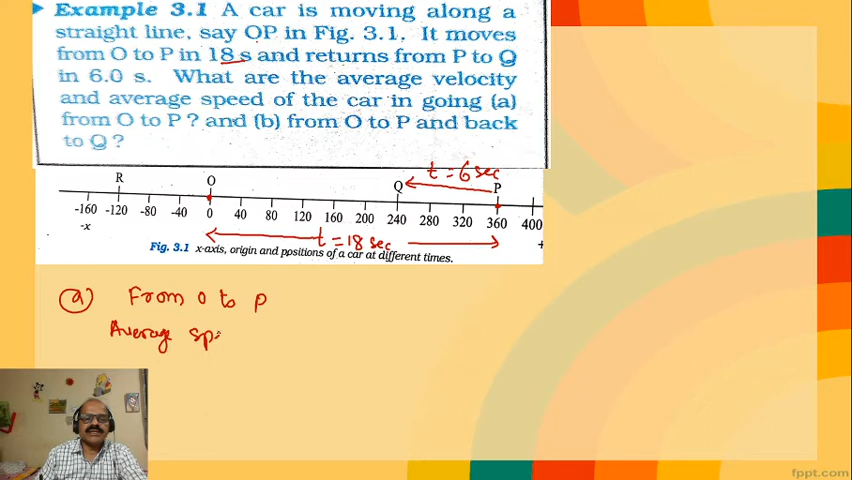 Example 3.1 A car is moving along a
straight line, say OP in Fig. 3.1. It moves
from O to P in 18 s and returns from P to Q
in 6.0 s. What are the average velocity
and average speed of the car in going (a)
from O to P ? and (b) from O to P and back
to Q ?
t = 6 sec
R O Q P
-160 -120 -80 -40 0 40 80 120 160 200 240 280 320 360 400
-x +
t = 18 sec
Fig. 3.1 x-axis, origin and positions of a car at different times.
(a) From O to P
Average sp
fppt.com